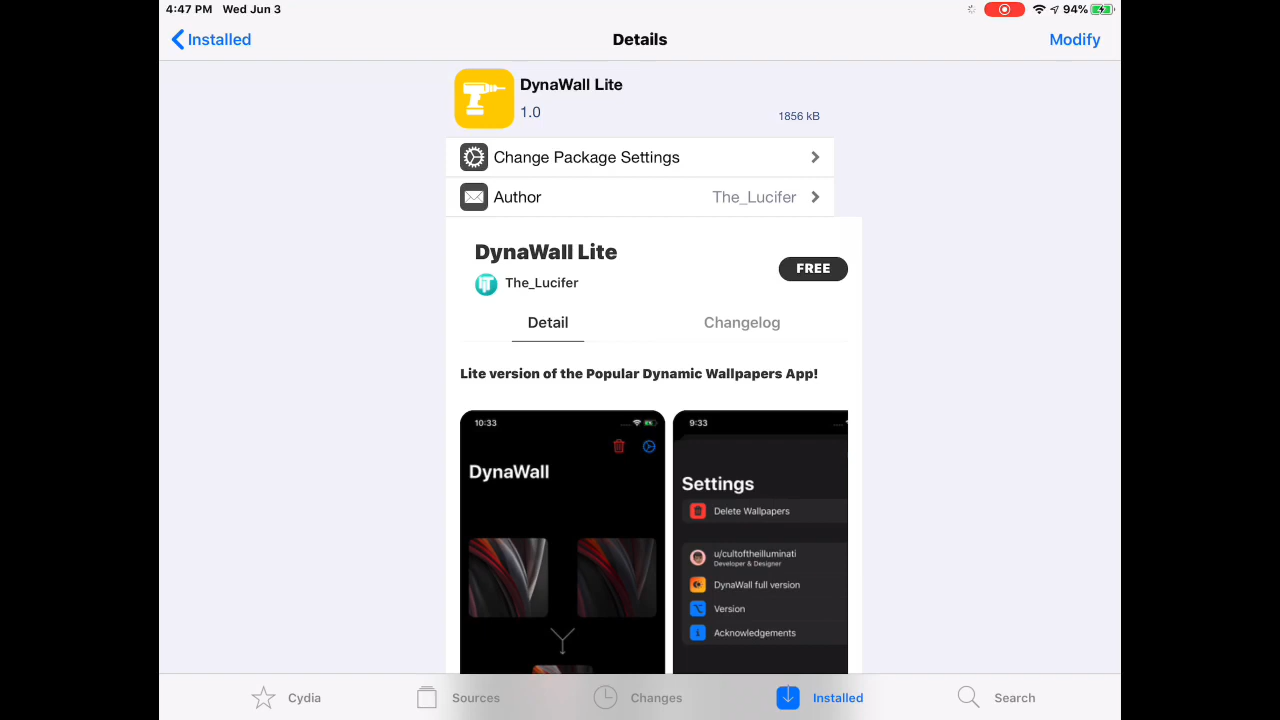 4:47 PM Wed Jun 3 94%
Installed Details Modify
DynaWall Lite
1.0 1856 kB
Change Package Settings
Author The_Lucifer
DynaWall Lite
The_Lucifer FREE
Detail Changelog
Lite version of the Popular Dynamic Wallpapers App!
10:33
DynaWall
9:33
Settings
Delete Wallpapers
u/cultoftheilluminati
Developer & Designer
DynaWall full version
Version
Acknowledgements
Cydia Sources Changes Installed Search